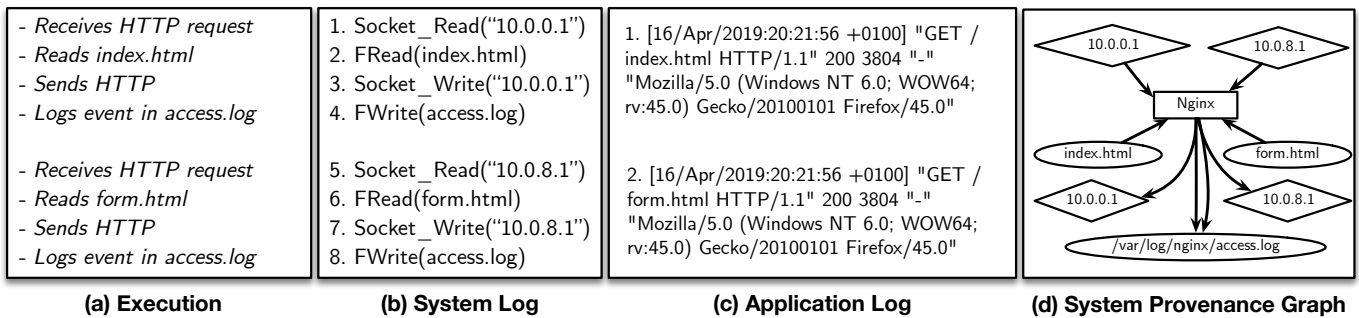 - Receives HTTP request
- Reads index.html
- Sends HTTP
- Logs event in access.log
- Receives HTTP request
- Reads form.html
- Sends HTTP
- Logs event in access.log
(a) Execution
1. Socket_Read(“10.0.0.1”)
2. FRead(index.html)
3. Socket_Write(“10.0.0.1”)
4. FWrite(access.log)
5. Socket_Read(“10.0.8.1”)
6. FRead(form.html)
7. Socket_Write(“10.0.8.1”)
8. FWrite(access.log)
(b) System Log
1. [16/Apr/2019:20:21:56 +0100] "GET /
index.html HTTP/1.1" 200 3804 "-"
"Mozilla/5.0 (Windows NT 6.0; WOW64;
rv:45.0) Gecko/20100101 Firefox/45.0"
2. [16/Apr/2019:20:21:56 +0100] "GET /
form.html HTTP/1.1" 200 3804 "-"
"Mozilla/5.0 (Windows NT 6.0; WOW64;
rv:45.0) Gecko/20100101 Firefox/45.0"
(c) Application Log
10.0.0.1
10.0.8.1
Nginx
index.html
form.html
10.0.0.1
10.0.8.1
/var/log/nginx/access.log
(d) System Provenance Graph